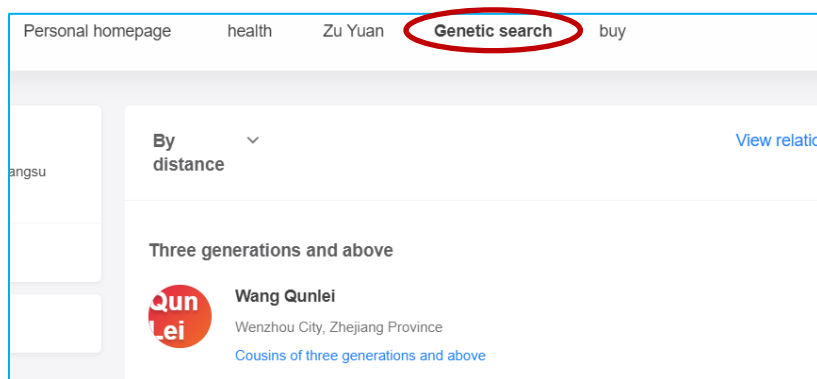 Personal homepage health Zu Yuan Genetic search buy
By
distance
View relatio
angsu
Three generations and above
Qun
Lei
Wang Qunlei
Wenzhou City, Zhejiang Province
Cousins of three generations and above